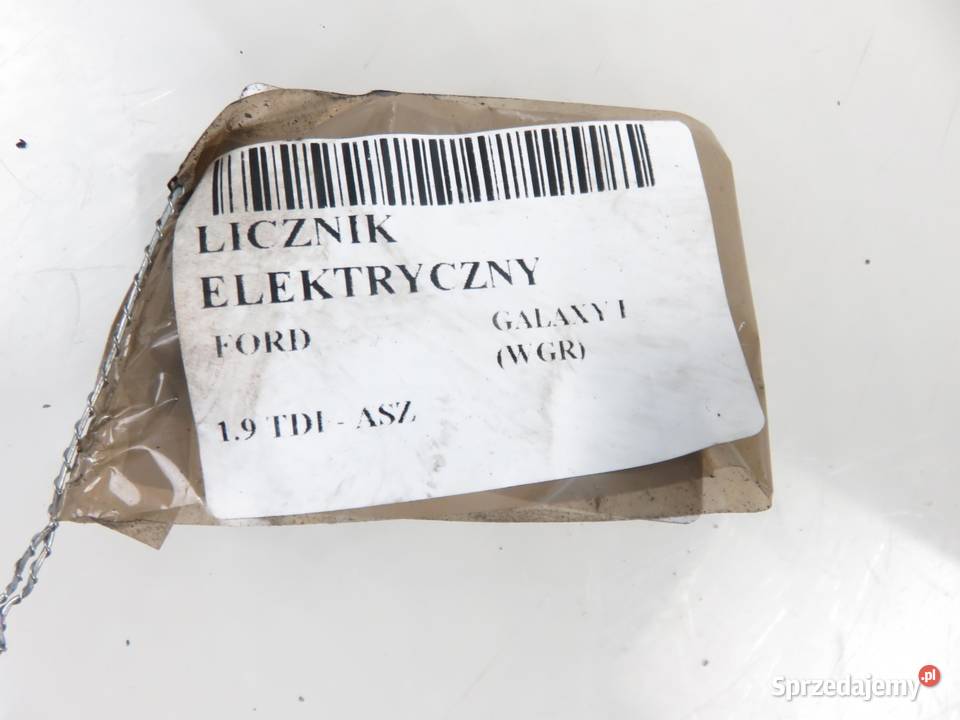 LICZNIK
ELEKTRYCZNY
FORD GALAXY I
(WGR)
1.9 TDI - ASZ
Sprzedajemy.pl